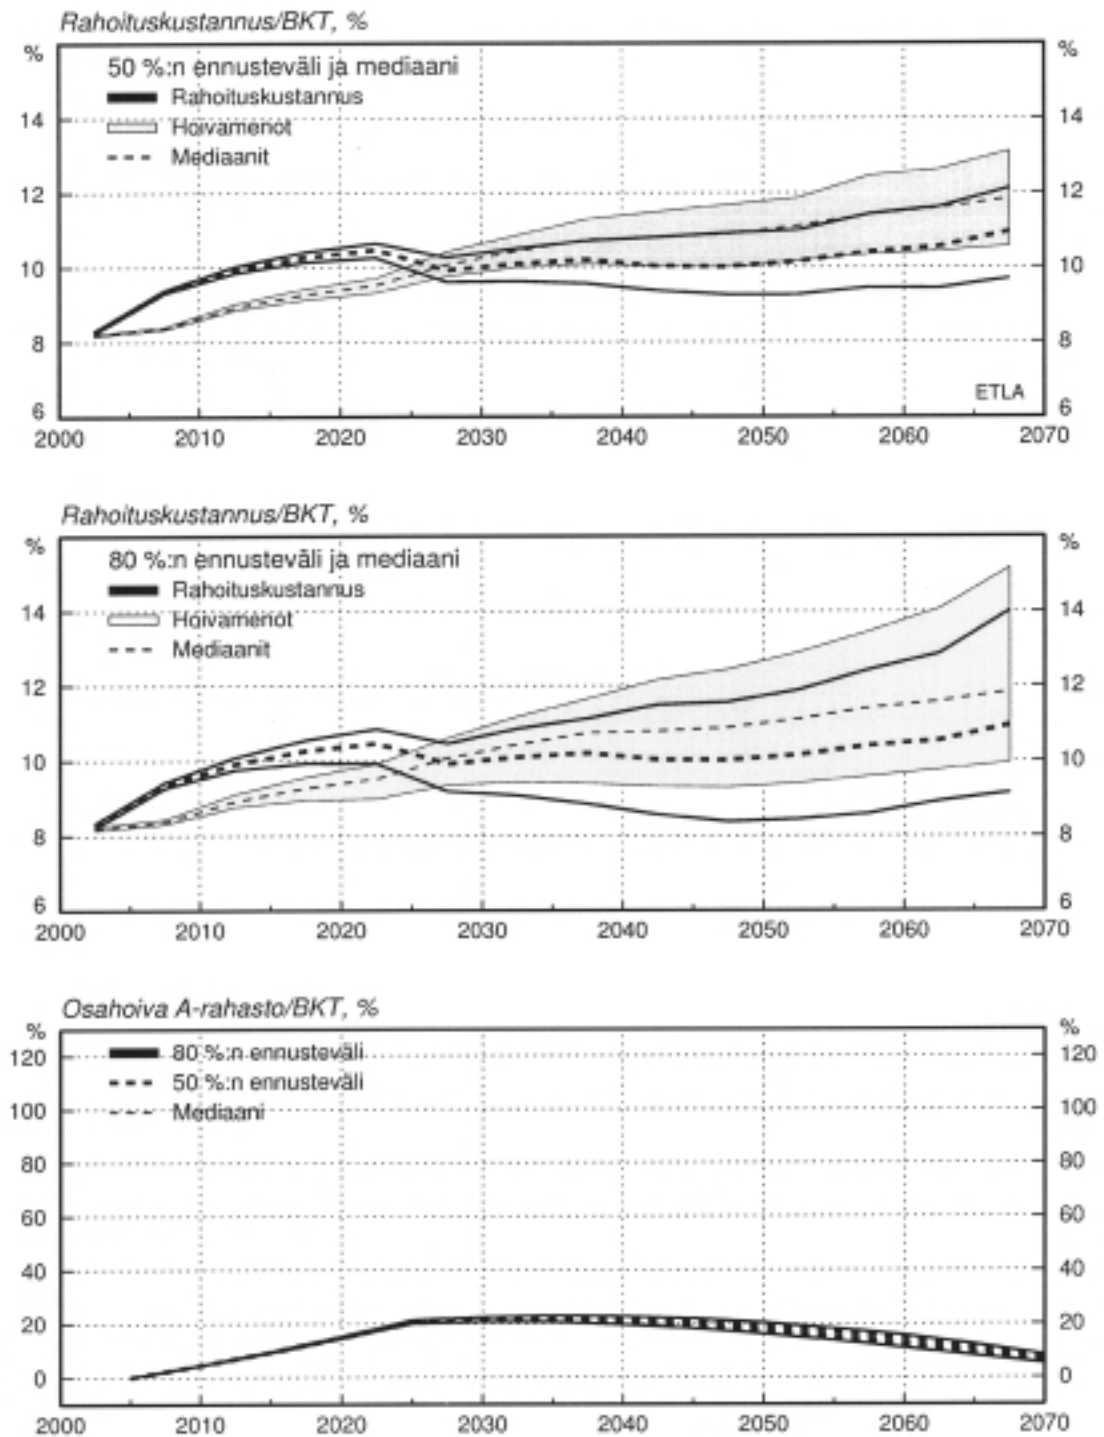 Rahoituskustannus/BKT, %
% %
50 %:n ennusteväli ja mediaani
Rahoituskustannus
14 14
Hoivamenot
Mediaanit
12 12
10 10
8 8
ETLA
6 6
2000 2010 2020 2030 2040 2050 2060 2070
Rahoituskustannus/BKT, %
% %
80 %:n ennusteväli ja mediaani
Rahoituskustannus
14 14
Hoivamenot
Mediaanit
12 12
10 10
8 8
6 6
2000 2010 2020 2030 2040 2050 2060 2070
Osahoiva A-rahasto/BKT, %
% %
120 80 %:n ennusteväli 120
50 %:n ennusteväli
100 Mediaani 100
80 80
60 60
40 40
20 20
0 0
2000 2010 2020 2030 2040 2050 2060 2070